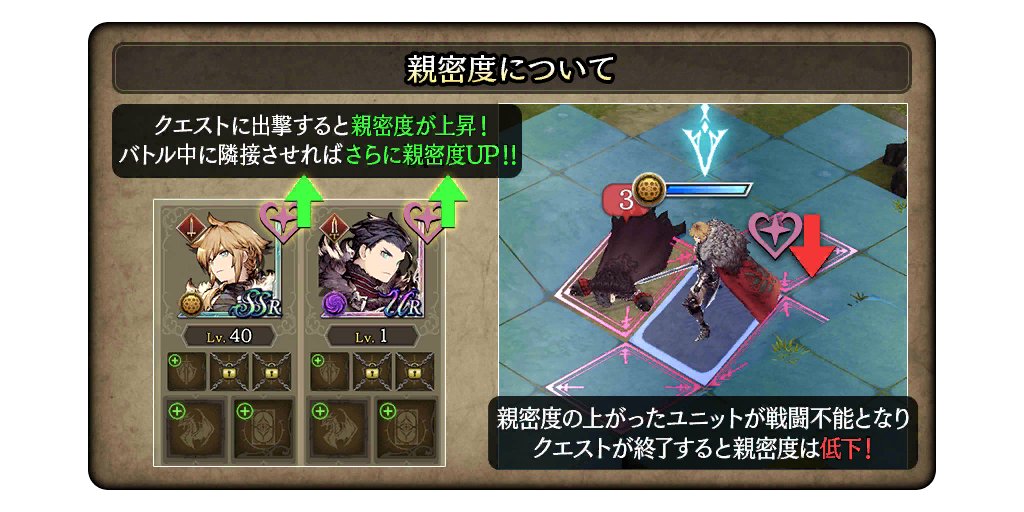 親密度について
クエストに出撃すると親密度が上昇!
バトル中に隣接させればさらに親密度UP!!
SSR
UR
Lv. 40
Lv. 1
3
親密度の上がったユニットが戦闘不能となり
クエストが終了すると親密度は低下!